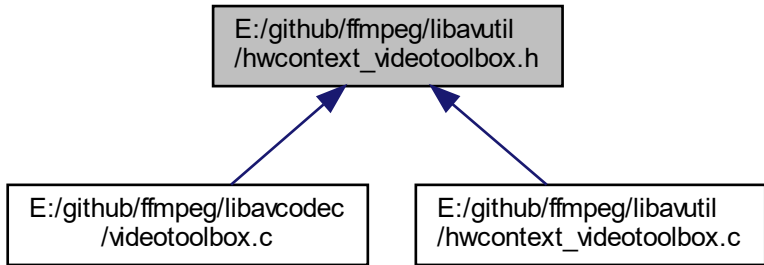 E:/github/ffmpeg/libavutil
/hwcontext_videotoolbox.h
E:/github/ffmpeg/libavcodec
/videotoolbox.c
E:/github/ffmpeg/libavutil
/hwcontext_videotoolbox.c